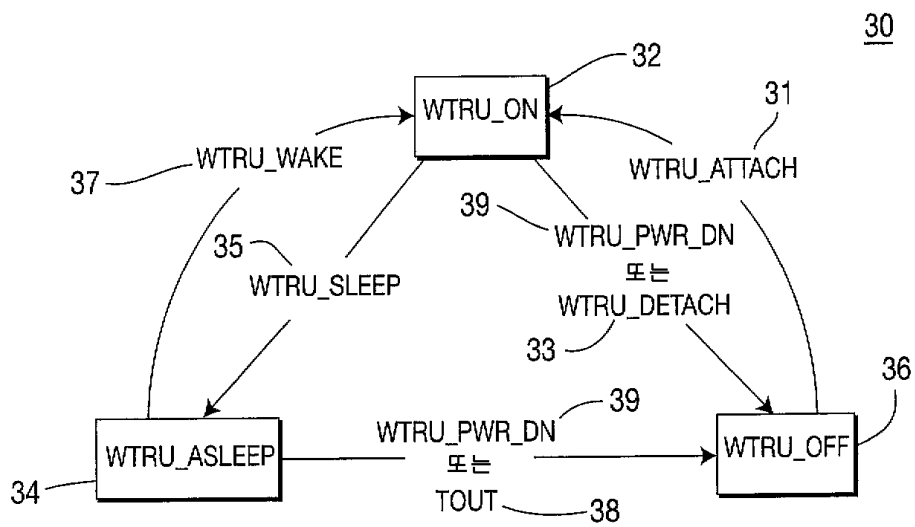 30
32
WTRU_ON
31
WTRU_WAKE
37
WTRU_ATTACH
39
WTRU_PWR_DN
또는
WTRU_DETACH
33
35
WTRU_SLEEP
36
WTRU_ASLEEP
34
39
WTRU_PWR_DN
또는
TOUT
38
WTRU_OFF